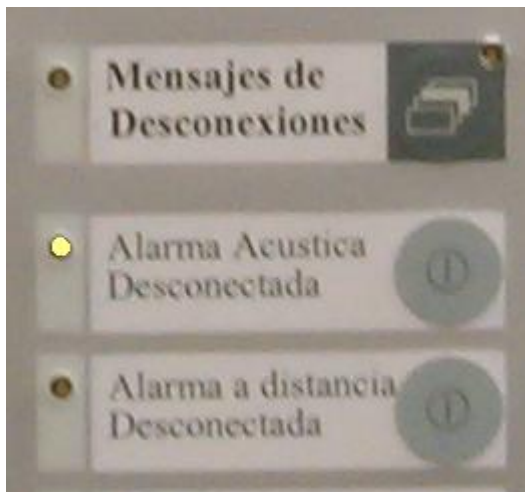 Mensajes de
Desconexiones
Alarma Acustica
Desconectada
Alarma a distancia
Desconectada